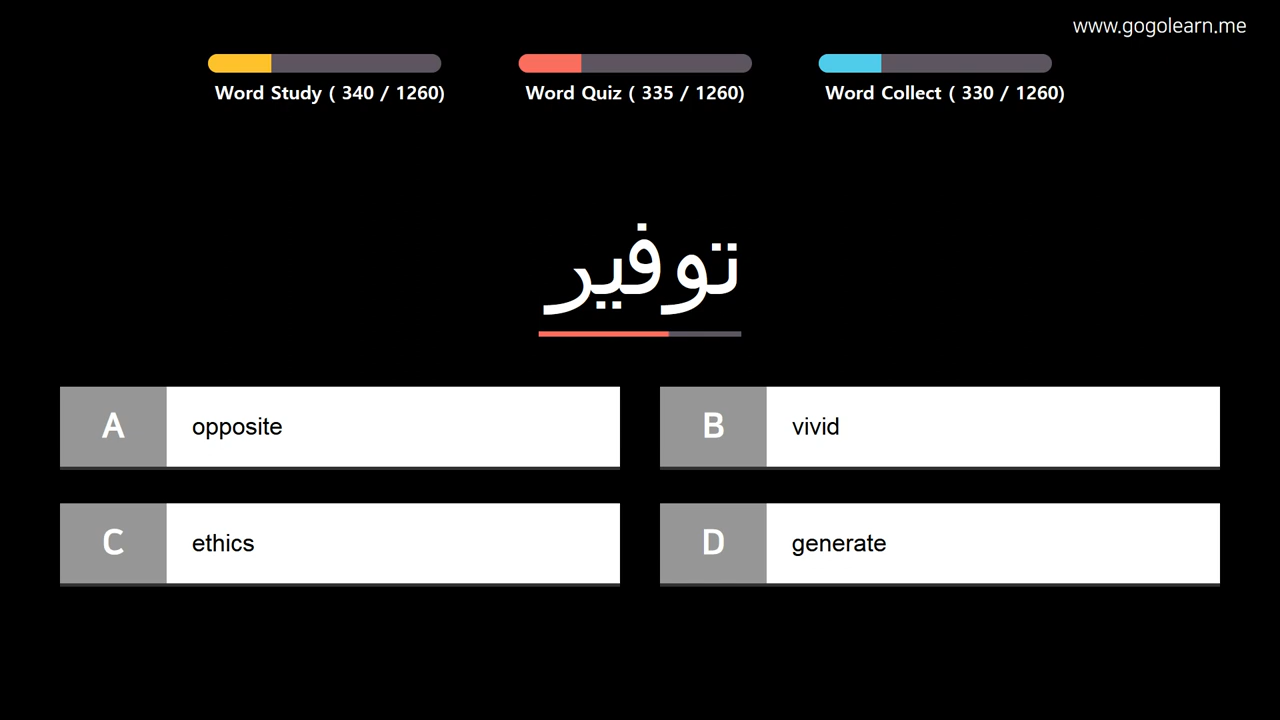 www.gogolearn.me
Word Study ( 340 / 1260)
Word Quiz ( 335 / 1260)
Word Collect ( 330 / 1260)
توفير
A opposite
B vivid
C ethics
D generate